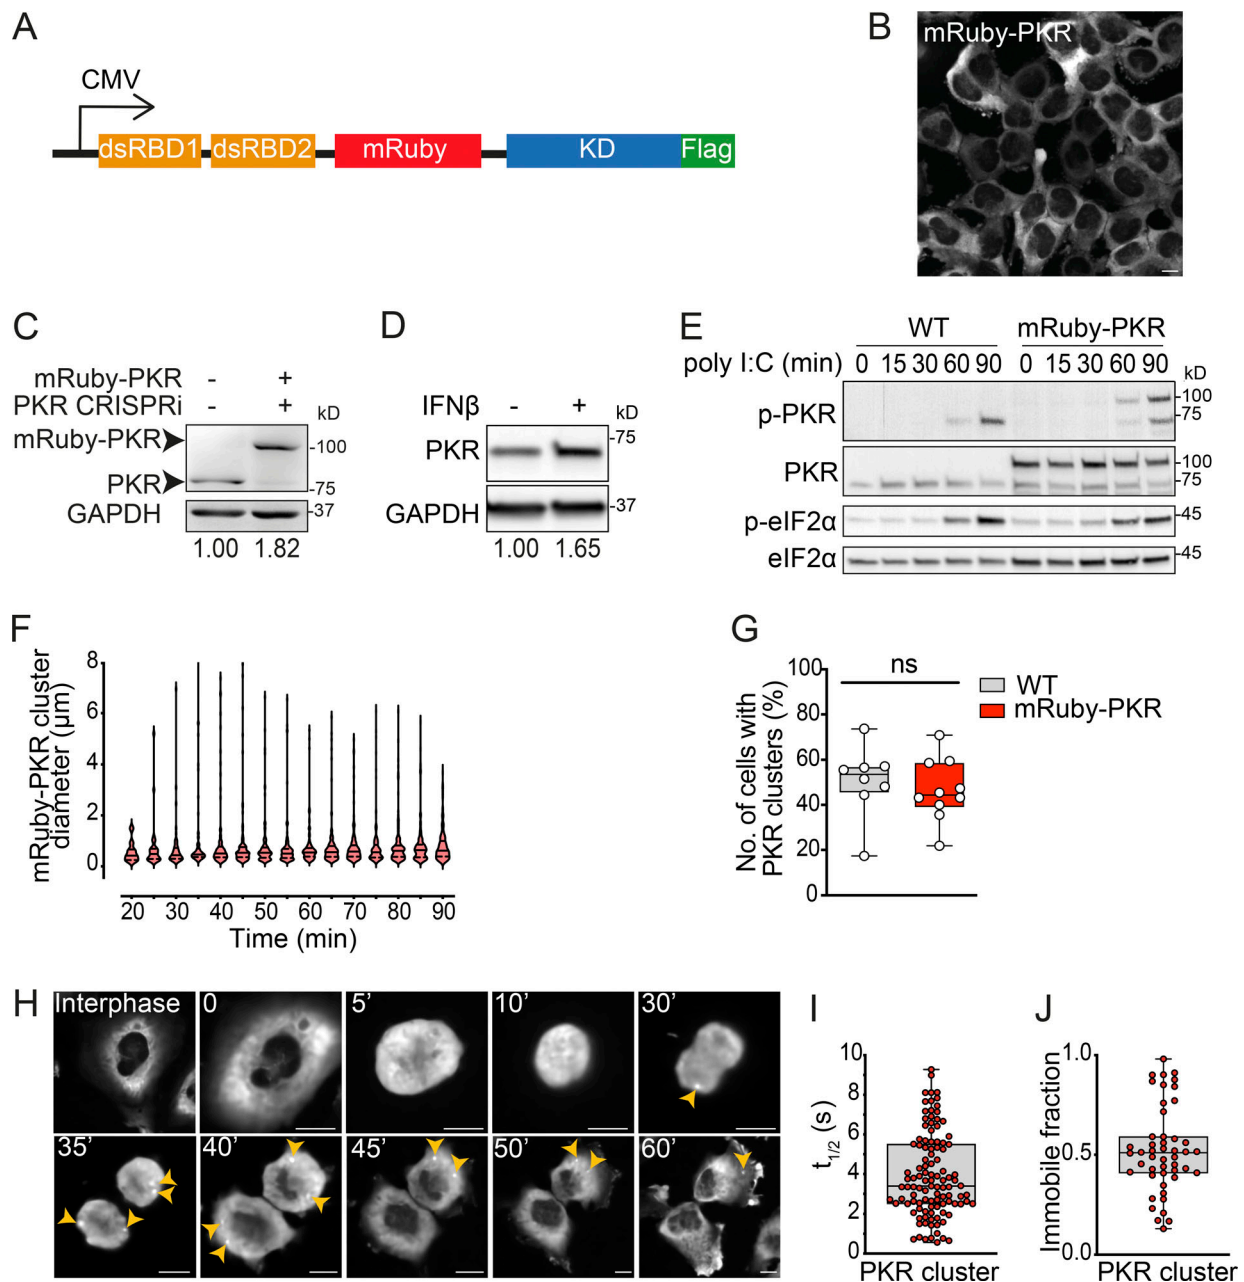 A
CMV
dsRBD1 dsRBD2 mRuby KD Flag
B
mRuby-PKR
C
mRuby-PKR - +
PKR CRISPRi - +
kD
mRuby-PKR
-100
PKR
-75
GAPDH
-37
1.00 1.82
D
IFNβ - +
kD
-75
PKR
GAPDH
-37
1.00 1.65
E
WT mRuby-PKR
poly I:C (min) 0 15 30 60 90 0 15 30 60 90
kD
p-PKR
-100
-75
PKR
-100
-75
p-eIF2α
-45
eIF2α
-45
F
mRuby-PKR cluster
diameter (μm)
8
6
4
2
0
20 30 40 50 60 70 80 90
Time (min)
G
No. of cells with
PKR clusters (%)
100
80
60
40
20
0
ns
WT
mRuby-PKR
H
Interphase 0 5’ 10’ 30’
35’ 40’ 45’ 50’ 60’
I
t1/2 (s)
10
8
6
4
2
0
PKR cluster
J
Immobile fraction
1.0
0.5
0.0
PKR cluster